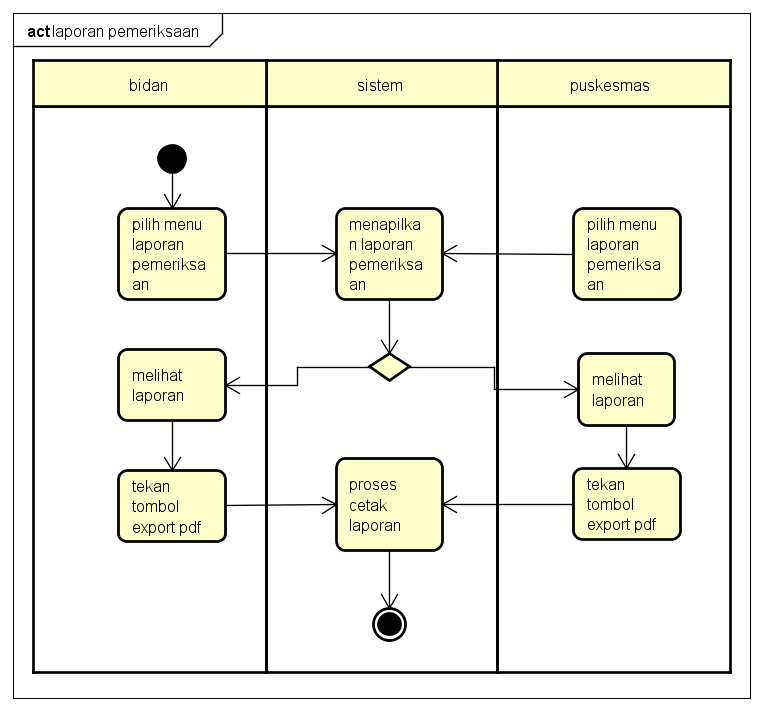 act laporan pemeriksaan
bidan
sistem
puskesmas
pilih menu
laporan
pemeriksa
an
menapilka
n laporan
pemeriksa
an
pilih menu
laporan
pemeriksa
an
melihat
laporan
melihat
laporan
tekan
tombol
export pdf
proses
cetak
laporan
tekan
tombol
export pdf